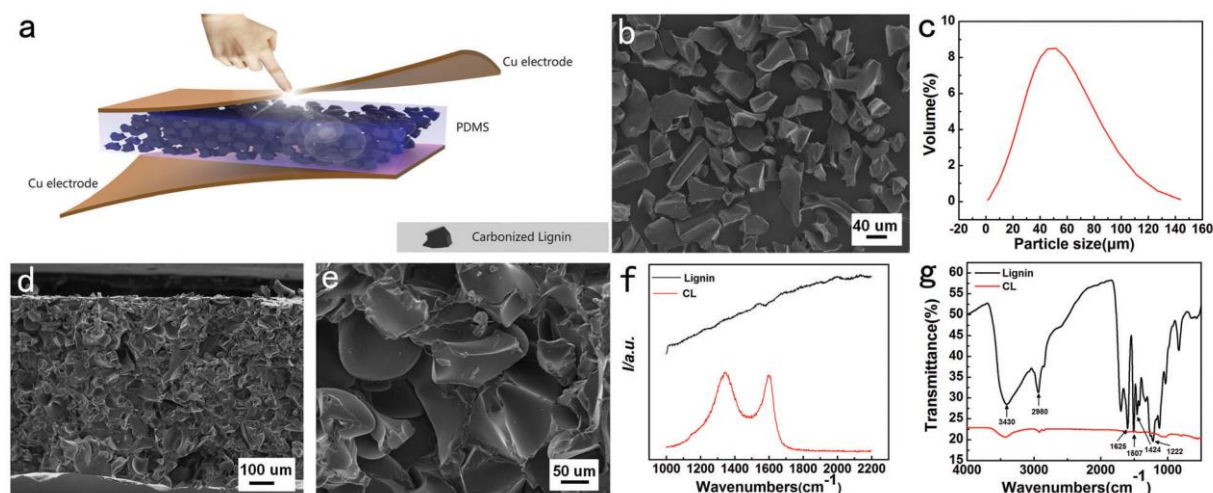 a
Cu electrode
PDMS
Cu electrode
Carbonized Lignin
b
40 um
c
Volume(%)
10
8
6
4
2
0
-20 0 20 40 60 80 100 120 140 160
Particle size(μm)
d
100 um
e
50 um
f
Lignin
CL
I/a.u.
1000 1200 1400 1600 1800 2000 2200
Wavenumbers(cm⁻¹)
g
Lignin
CL
Transmittance(%)
65
60
55
50
45
40
35
30
25
20
15
3430
2980
1625
1507
1424
1222
4000 3000 2000 1000
Wavenumbers(cm⁻¹)